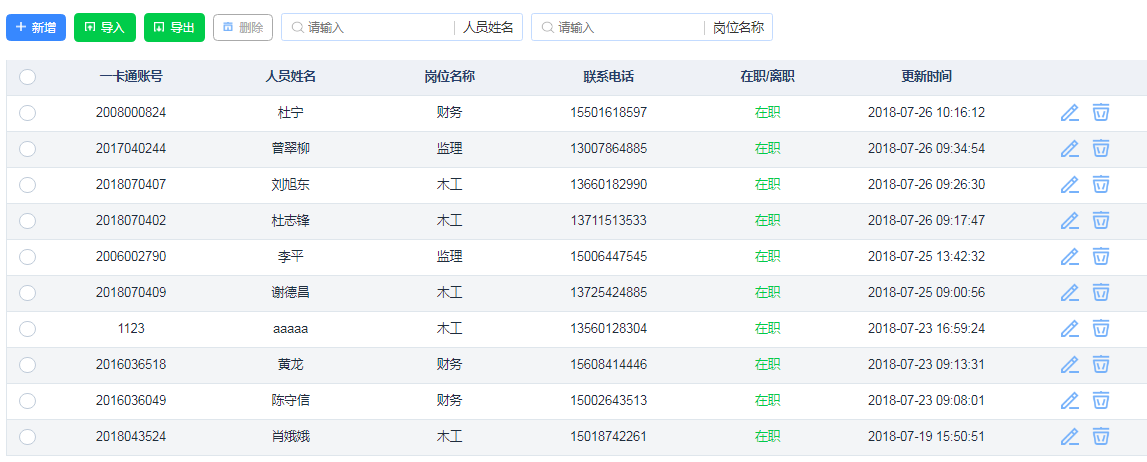 新增 导入 导出 删除 请输入 人员姓名 请输入 岗位名称
一卡通账号 人员姓名 岗位名称 联系电话 在职/离职 更新时间
2008000824 杜宁 财务 15501618597 在职 2018-07-26 10:16:12
2017040244 曾翠柳 监理 13007864885 在职 2018-07-26 09:34:54
2018070407 刘旭东 木工 13660182990 在职 2018-07-26 09:26:30
2018070402 杜志锋 木工 13711513533 在职 2018-07-26 09:17:47
2006002790 李平 监理 15006447545 在职 2018-07-25 13:42:32
2018070409 谢德昌 木工 13725424885 在职 2018-07-25 09:00:56
1123 aaaaa 木工 13560128304 在职 2018-07-23 16:59:24
2016036518 黄龙 财务 15608414446 在职 2018-07-23 09:13:31
2016036049 陈守信 财务 15002643513 在职 2018-07-23 09:08:01
2018043524 肖娥娥 木工 15018742261 在职 2018-07-19 15:50:51